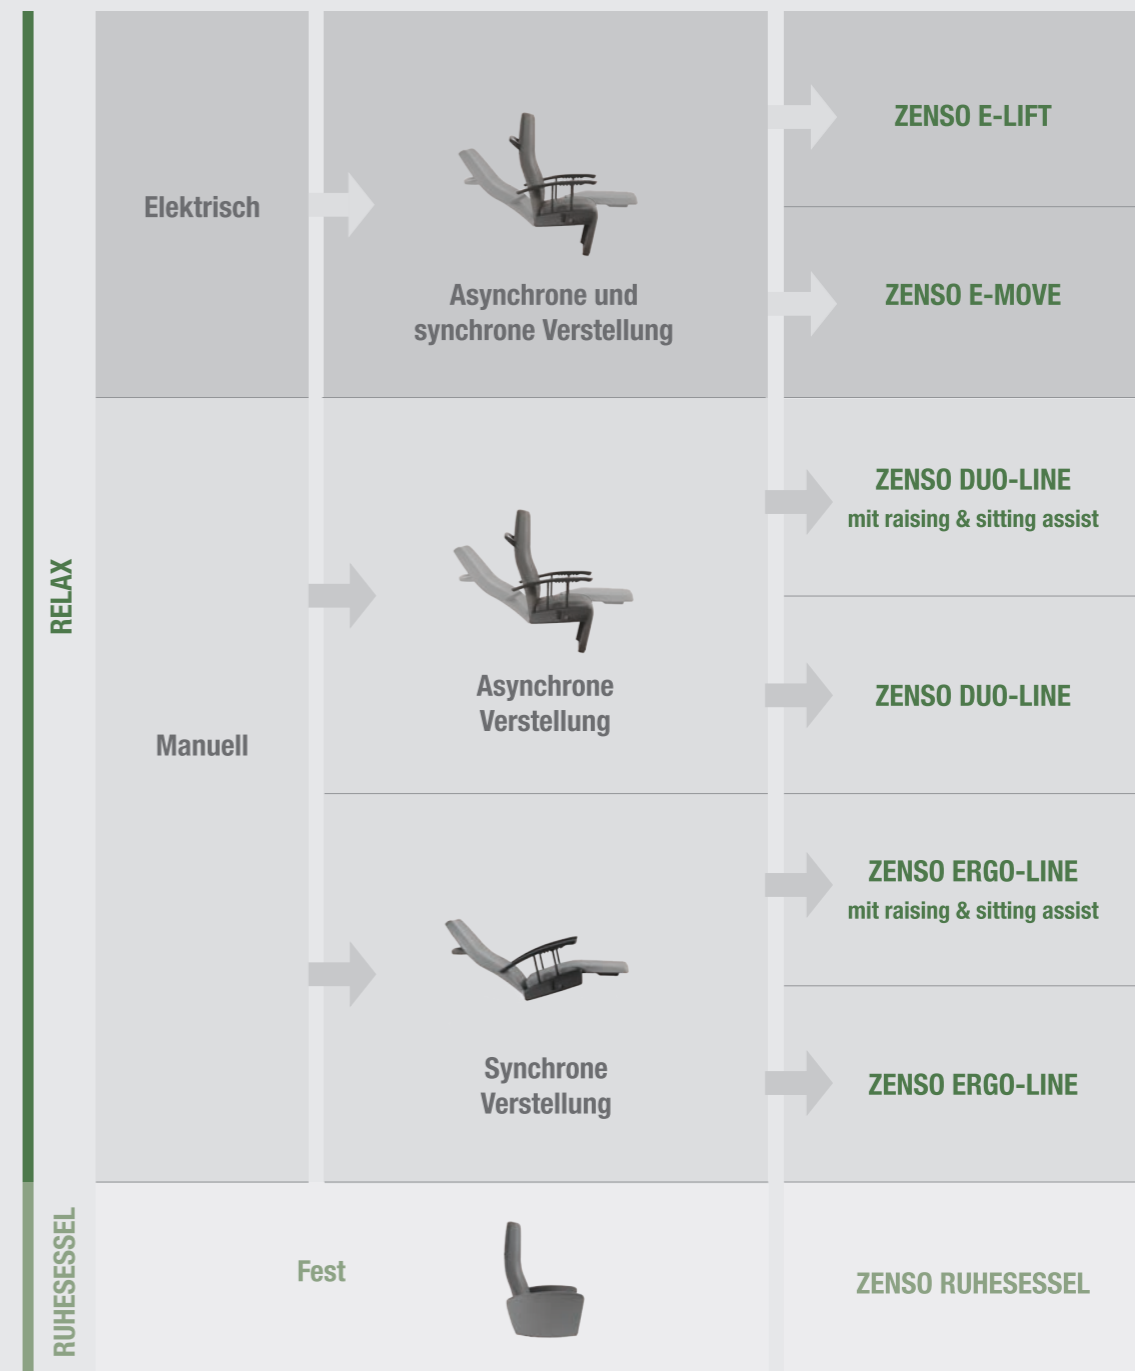 RELAX
Elektrisch
Asynchrone und
synchrone Verstellung
ZENSO E-LIFT
ZENSO E-MOVE
Manuell
Asynchrone
Verstellung
ZENSO DUO-LINE
mit raising & sitting assist
ZENSO DUO-LINE
Synchrone
Verstellung
ZENSO ERGO-LINE
mit raising & sitting assist
ZENSO ERGO-LINE
RUHESESSEL
Fest
ZENSO RUHESESSEL